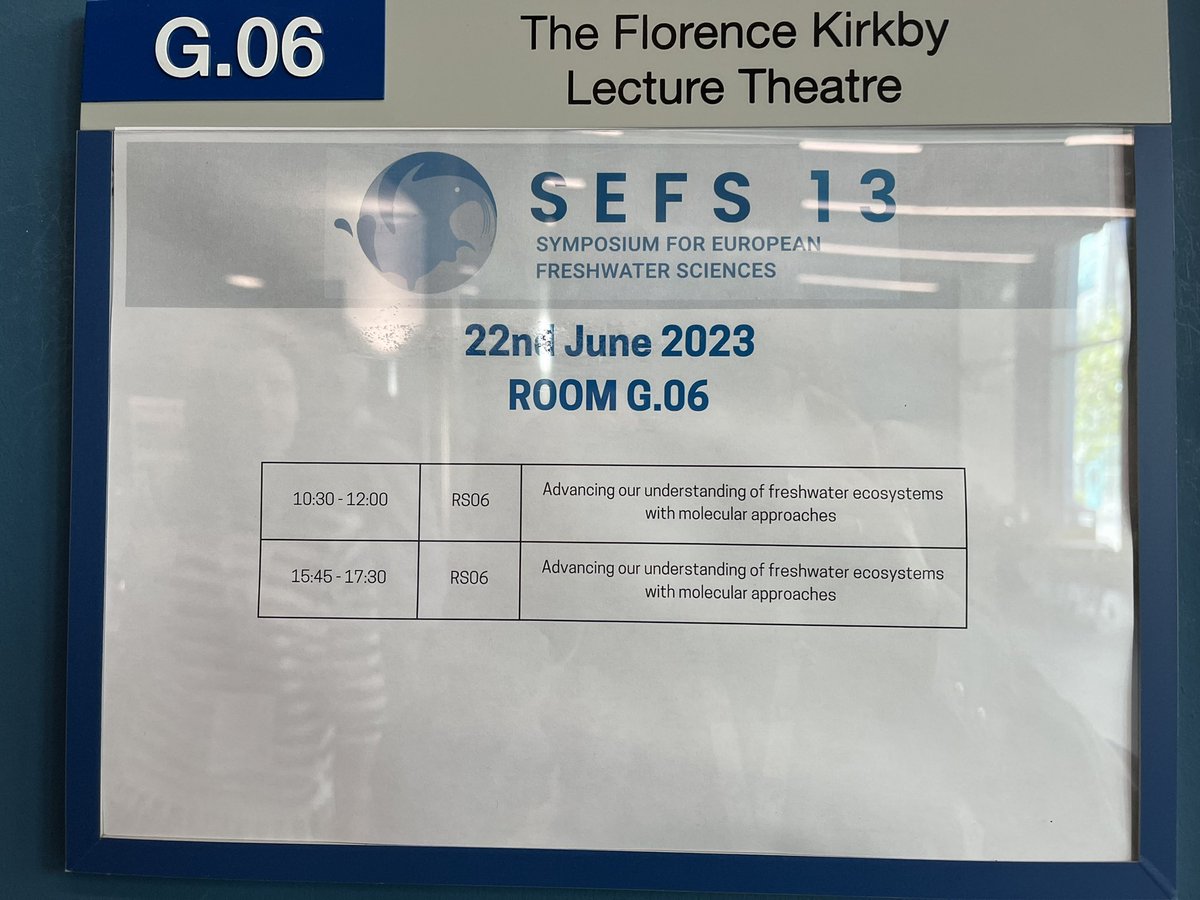 G.06
The Florence Kirkby
Lecture Theatre
SEFS 13
SYMPOSIUM FOR EUROPEAN
FRESHWATER SCIENCES
22nd June 2023
ROOM G.06
10:30 - 12:00
RS06
Advancing our understanding of freshwater ecosystems
with molecular approaches
15:45 - 17:30
RS06
Advancing our understanding of freshwater ecosystems
with molecular approaches